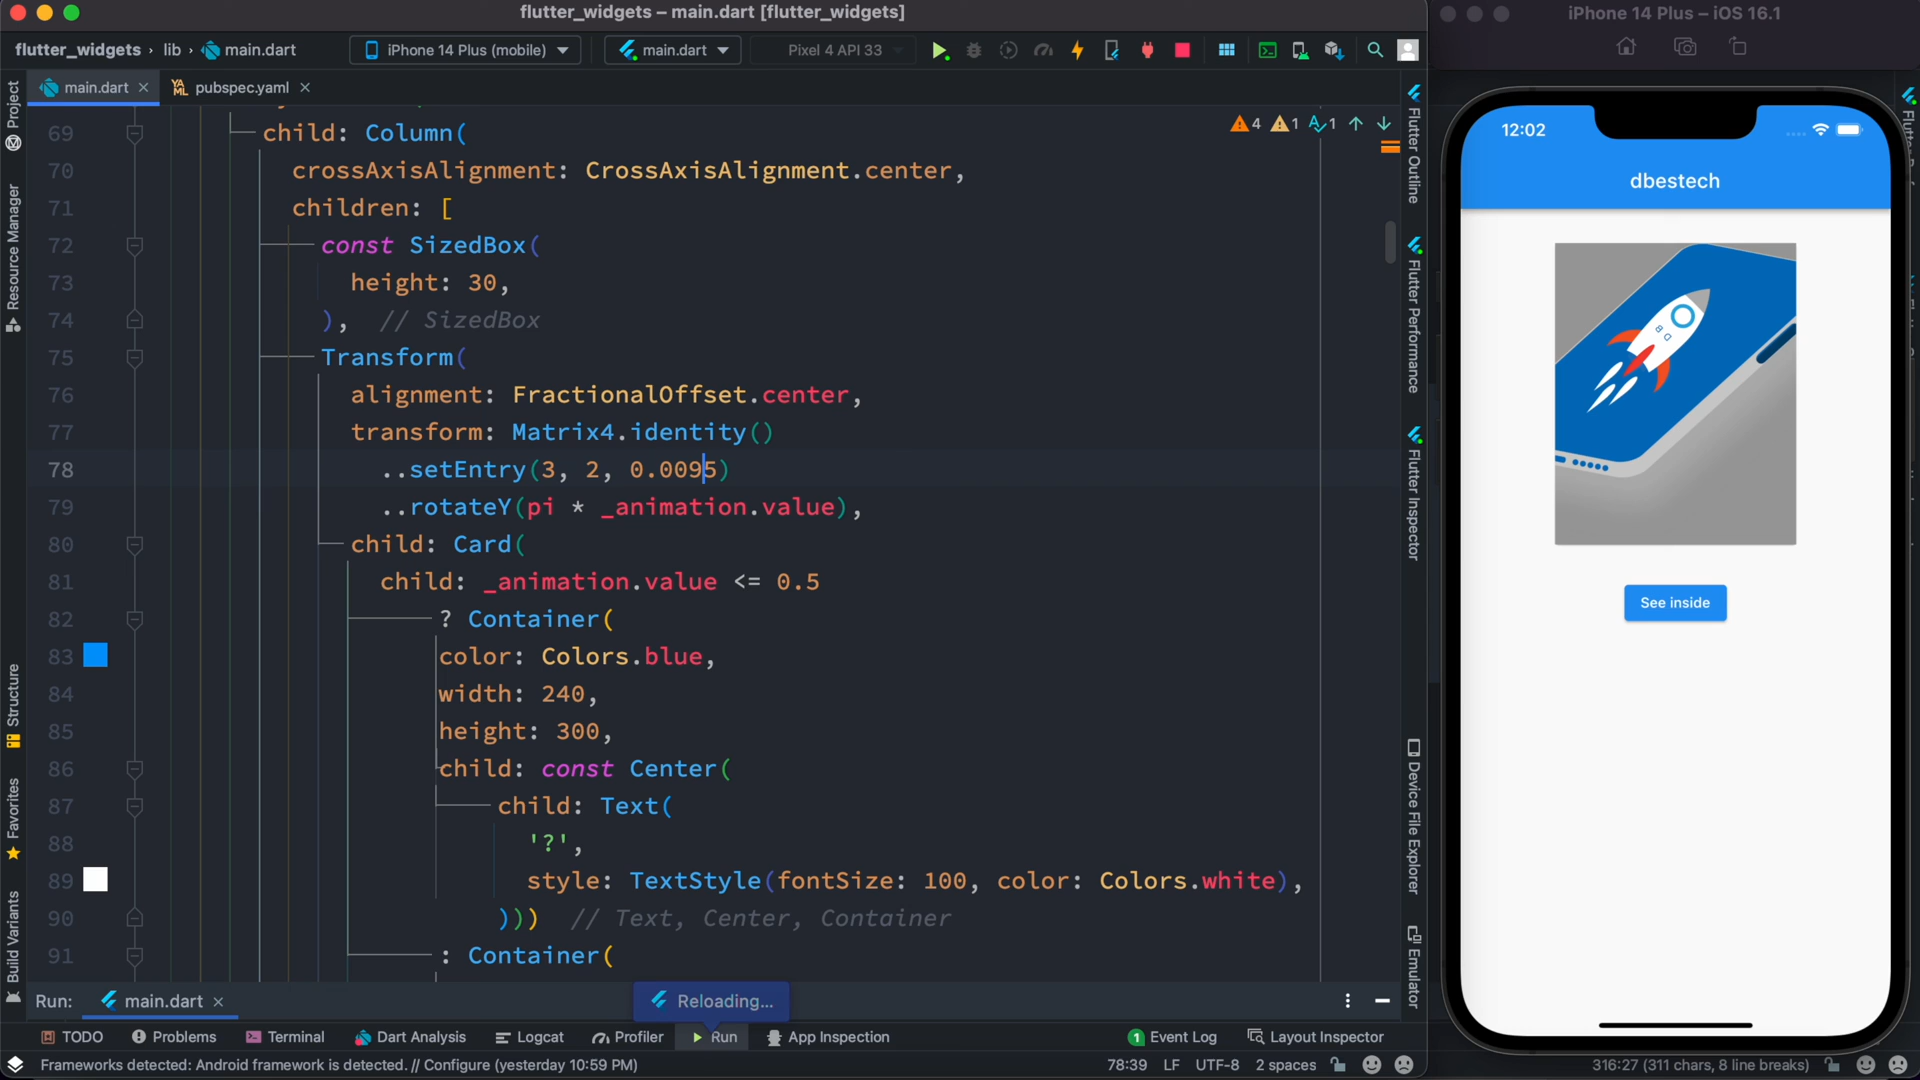 flutter_widgets – main.dart [flutter_widgets]
flutter_widgets › lib › main.dart
iPhone 14 Plus (mobile)
main.dart
Pixel 4 API 33
main.dart
pubspec.yaml
4 1 1
69 child: Column(
70 crossAxisAlignment: CrossAxisAlignment.center,
71 children: [
72 const SizedBox(
73 height: 30,
74 ), // SizedBox
75 Transform(
76 alignment: FractionalOffset.center,
77 transform: Matrix4.identity()
78 ..setEntry(3, 2, 0.0095)
79 ..rotateY(pi * _animation.value),
80 child: Card(
81 child: _animation.value <= 0.5
82 ? Container(
83 color: Colors.blue,
84 width: 240,
85 height: 300,
86 child: const Center(
87 child: Text(
88 '?',
89 style: TextStyle(fontSize: 100, color: Colors.white),
90 ))) // Text, Center, Container
91 : Container(
Project
Resource Manager
Structure
Favorites
Build Variants
Flutter Outline
Flutter Performance
Flutter Inspector
Device File Explorer
Emulator
Run: main.dart
Reloading...
TODO
Problems
Terminal
Dart Analysis
Logcat
Profiler
Run
App Inspection
1 Event Log
Layout Inspector
Frameworks detected: Android framework is detected. // Configure (yesterday 10:59 PM)
78:39 LF UTF-8 2 spaces
iPhone 14 Plus – iOS 16.1
12:02
dbestech
D
B
See inside
316:27 (311 chars, 8 line breaks)